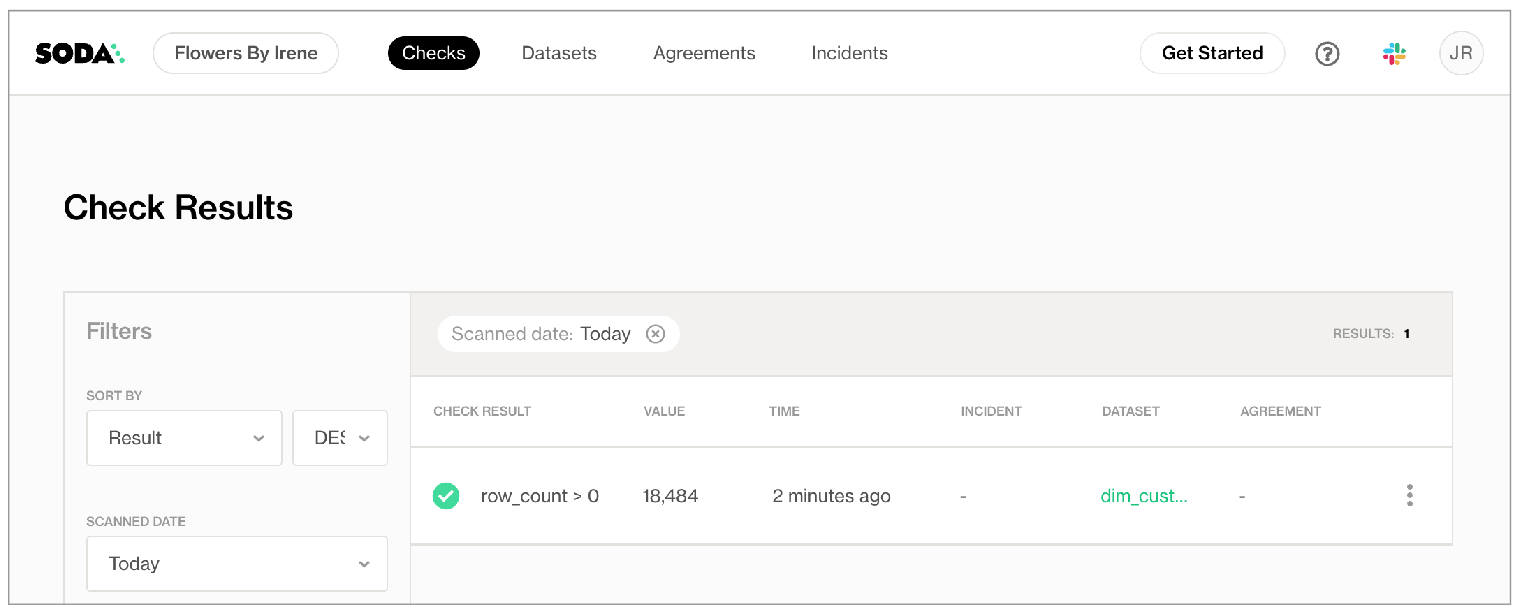 SODA Flowers By Irene Checks Datasets Agreements Incidents Get Started ? JR
Check Results
Filters
Scanned date: Today
RESULTS: 1
SORT BY
Result DES
CHECK RESULT VALUE TIME INCIDENT DATASET AGREEMENT
row_count > 0 18,484 2 minutes ago - dim_cust... -
SCANNED DATE
Today